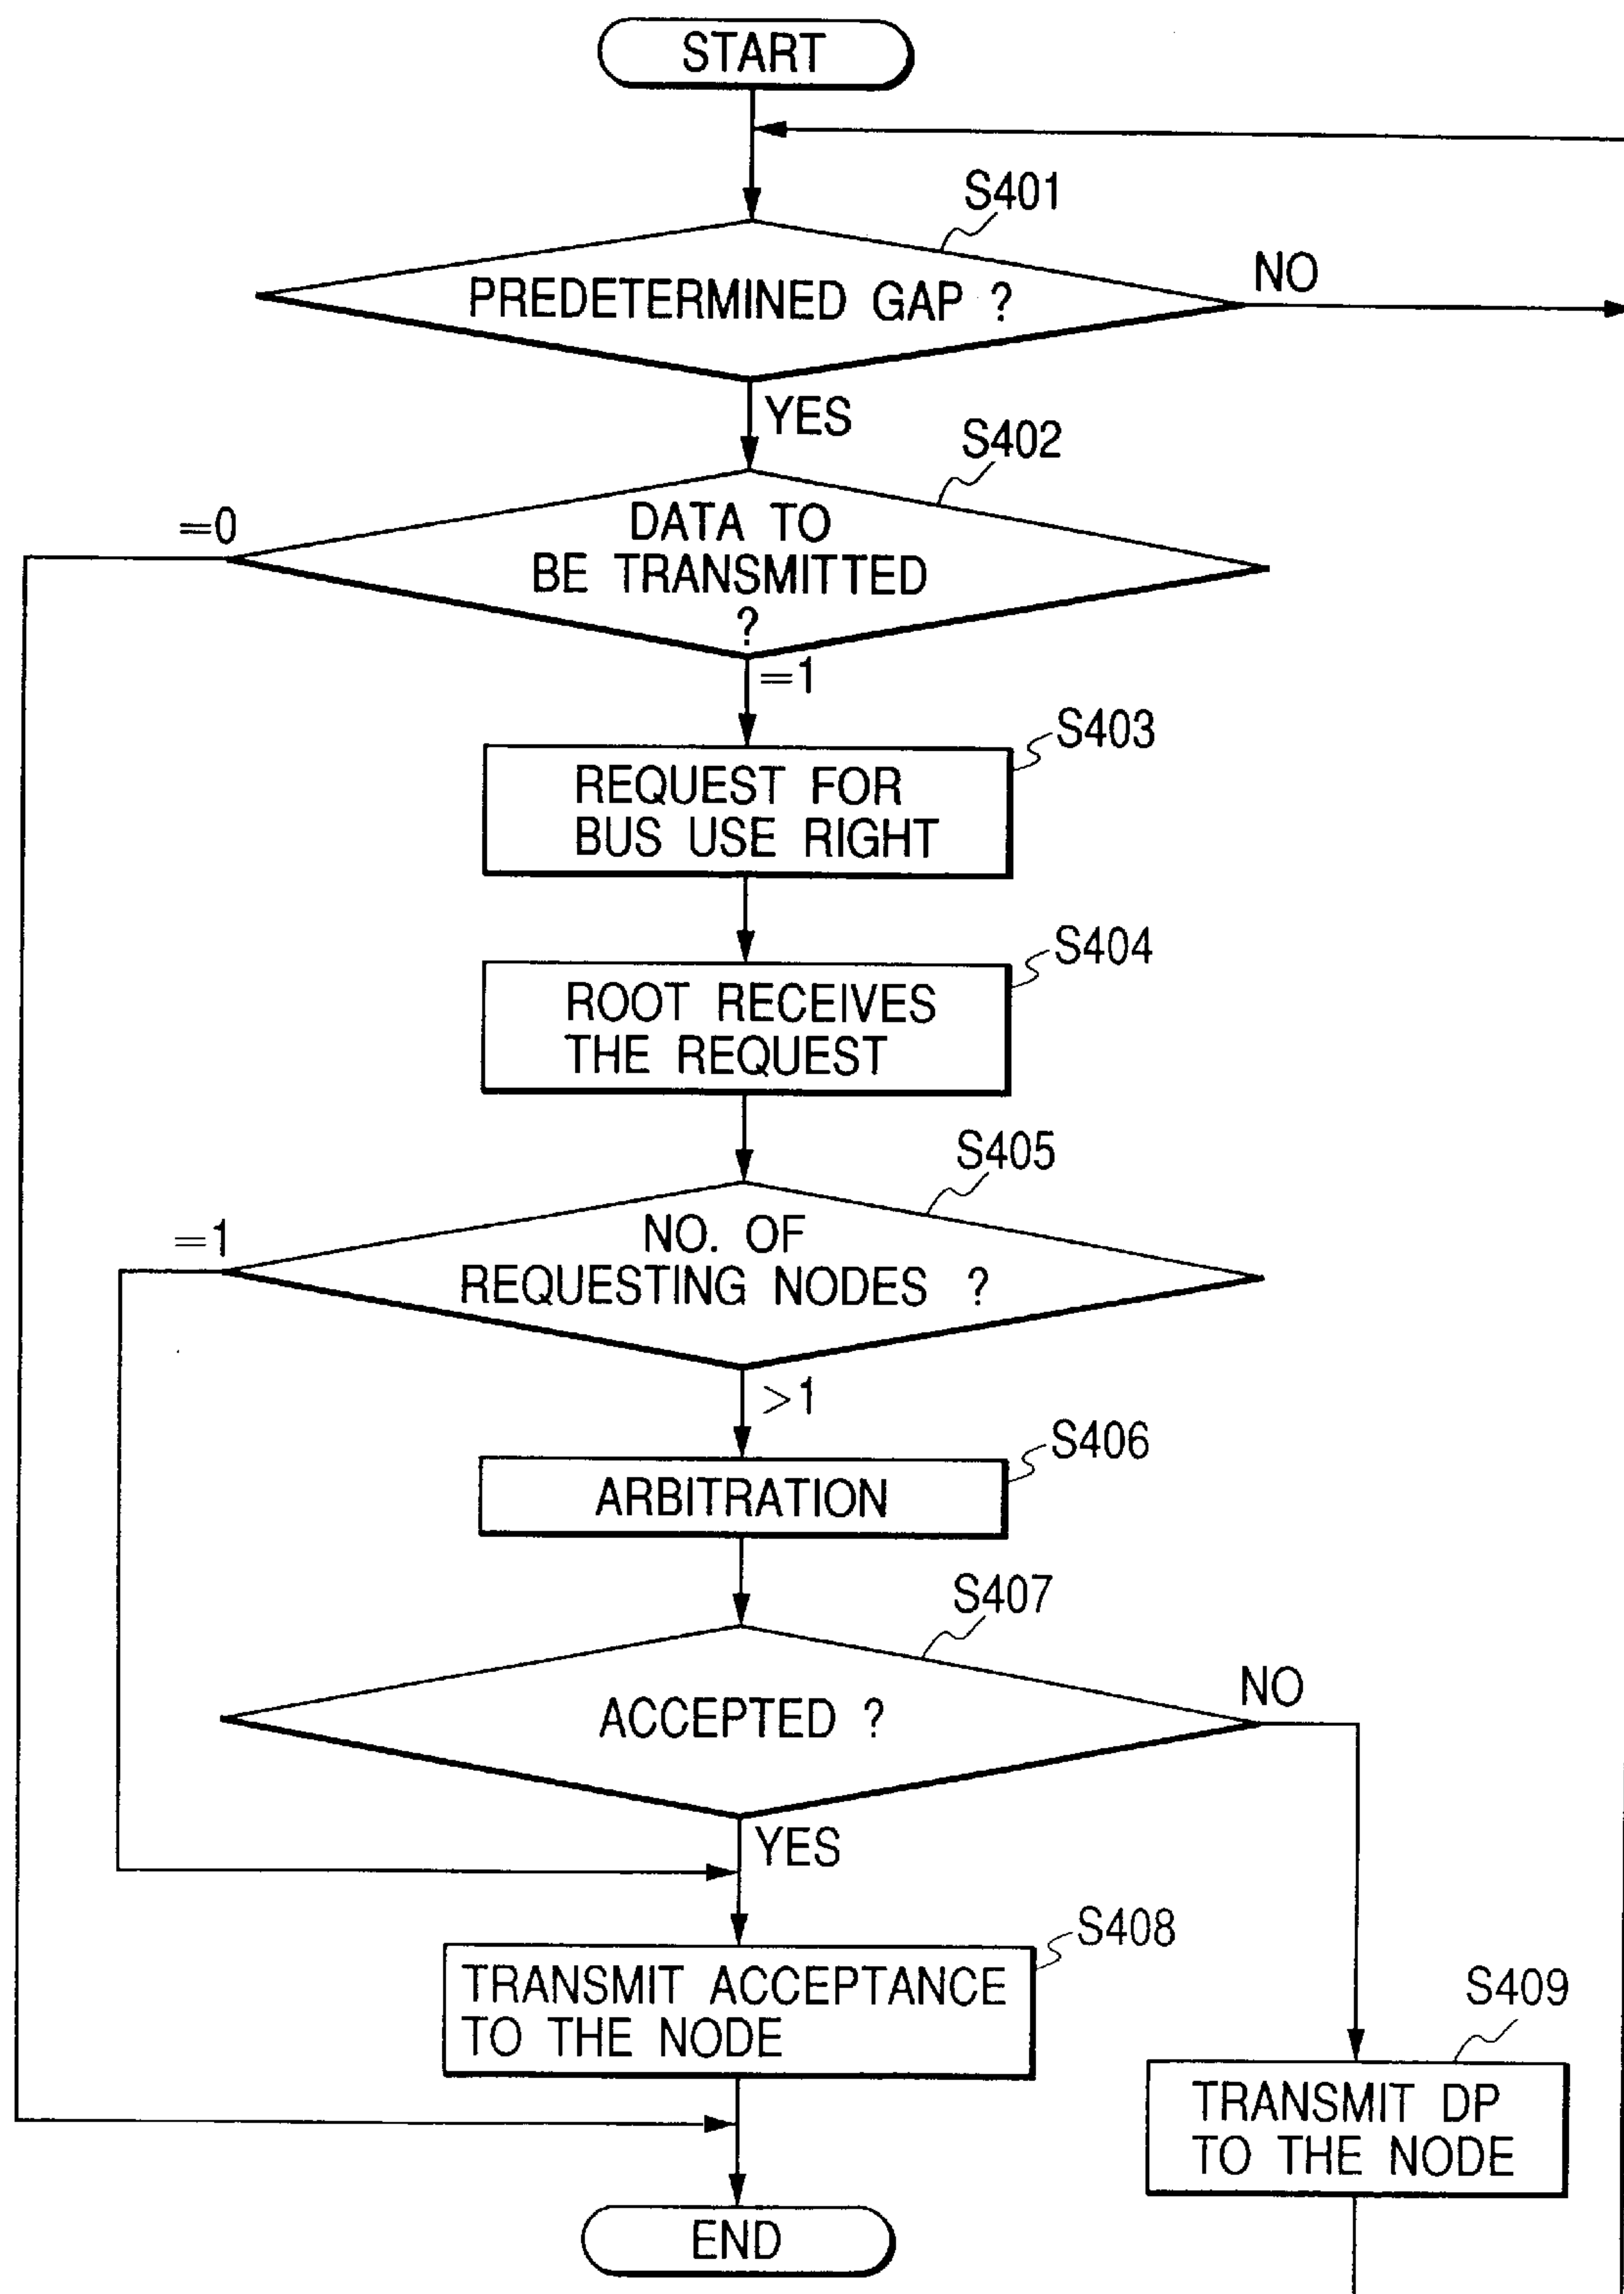 START
S401
PREDETERMINED GAP ?
NO
YES
S402
=0
DATA TO
BE TRANSMITTED
?
=1
S403
REQUEST FOR
BUS USE RIGHT
S404
ROOT RECEIVES
THE REQUEST
S405
=1
NO. OF
REQUESTING NODES ?
>1
S406
ARBITRATION
S407
ACCEPTED ?
NO
YES
S408
TRANSMIT ACCEPTANCE
TO THE NODE
S409
TRANSMIT DP
TO THE NODE
END